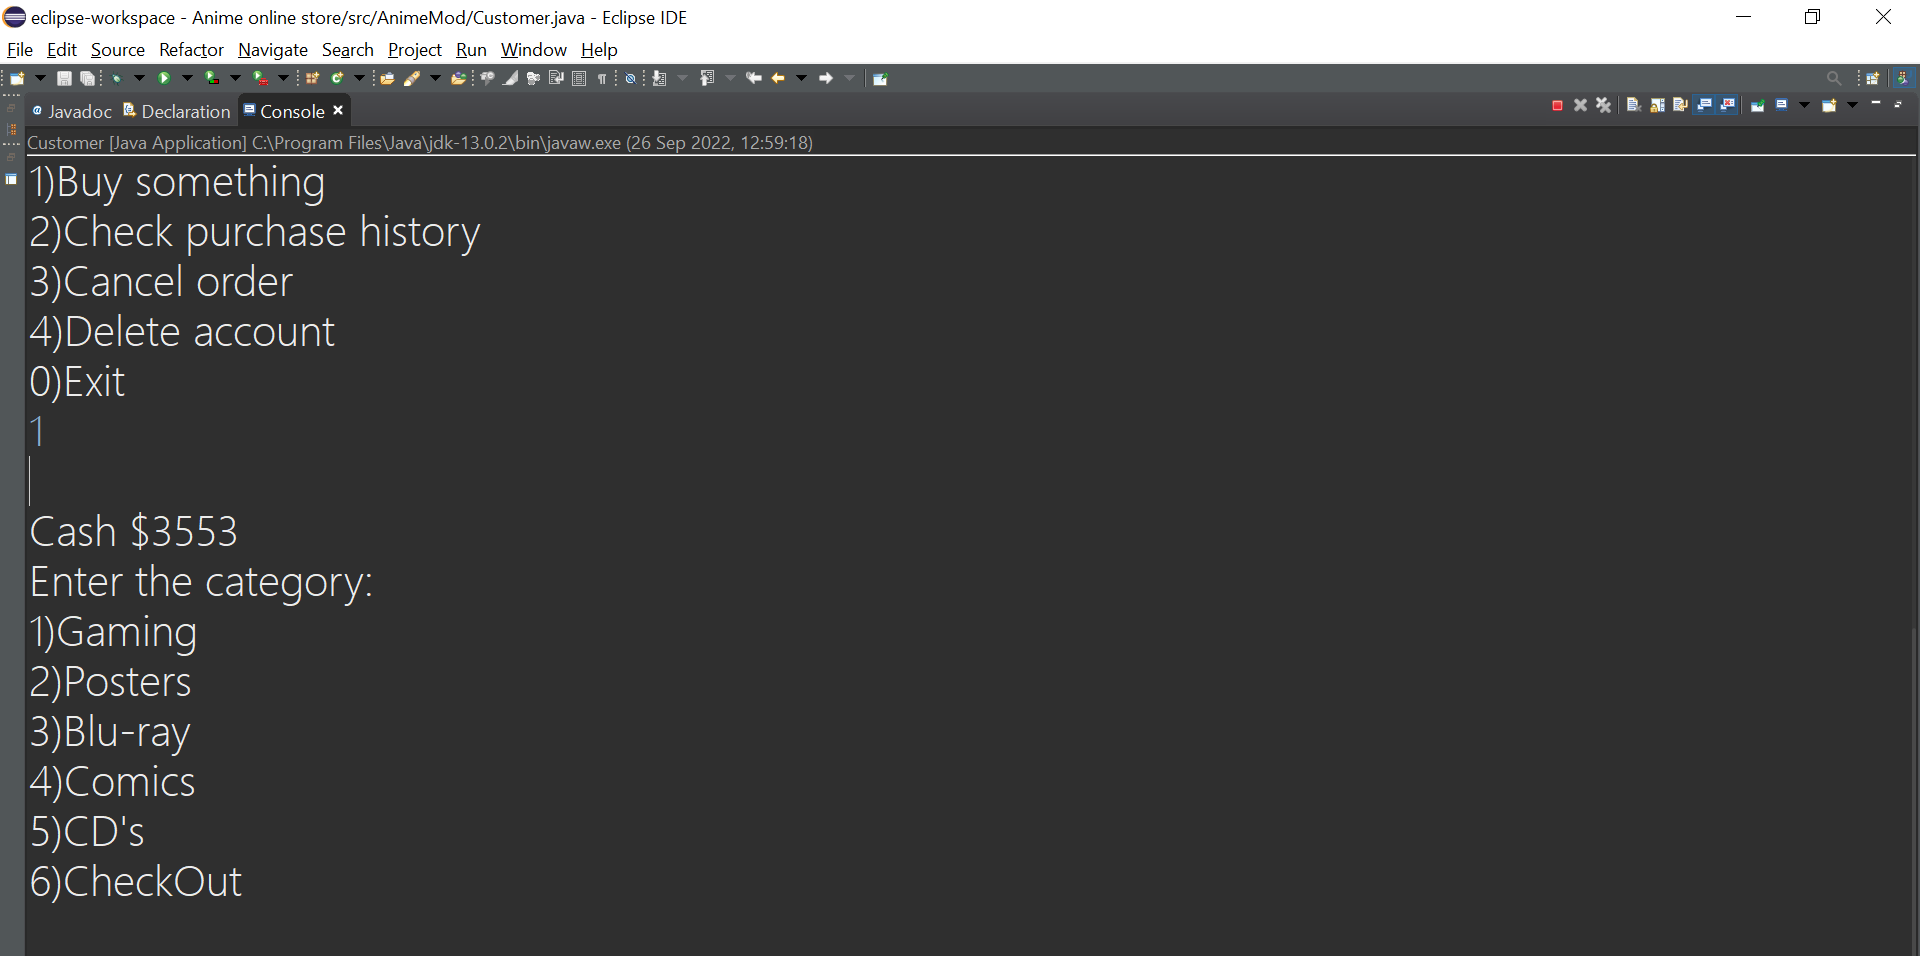 eclipse-workspace - Anime online store/src/AnimeMod/Customer.java - Eclipse IDE
File Edit Source Refactor Navigate Search Project Run Window Help
Javadoc Declaration Console
Customer [Java Application] C:\Program Files\Java\jdk-13.0.2\bin\javaw.exe (26 Sep 2022, 12:59:18)
1)Buy something
2)Check purchase history
3)Cancel order
4)Delete account
0)Exit
1
Cash $3553
Enter the category:
1)Gaming
2)Posters
3)Blu-ray
4)Comics
5)CD's
6)CheckOut